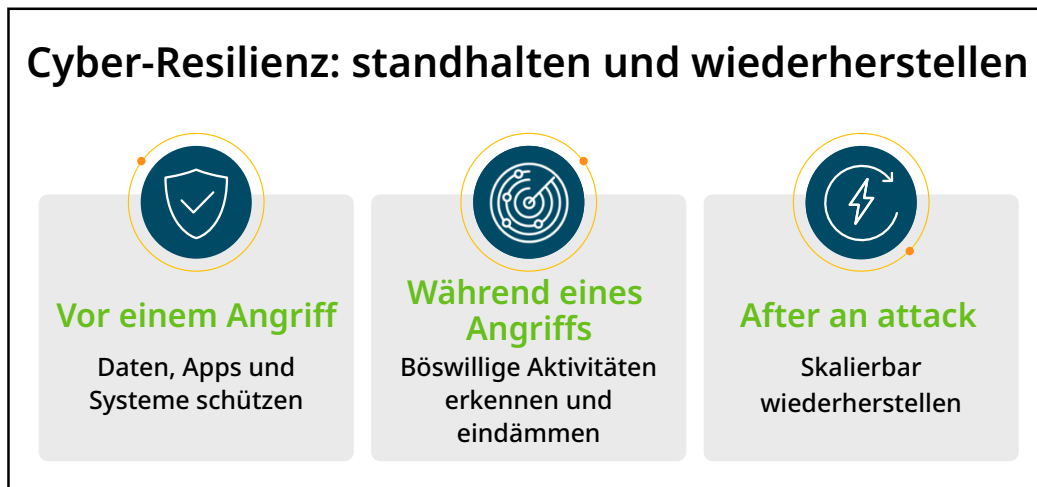 Cyber-Resilienz: standhalten und wiederherstellen
Vor einem Angriff
Daten, Apps und
Systeme schützen
Während eines
Angriffs
Böswillige Aktivitäten
erkennen und
eindämmen
After an attack
Skalierbar
wiederherstellen